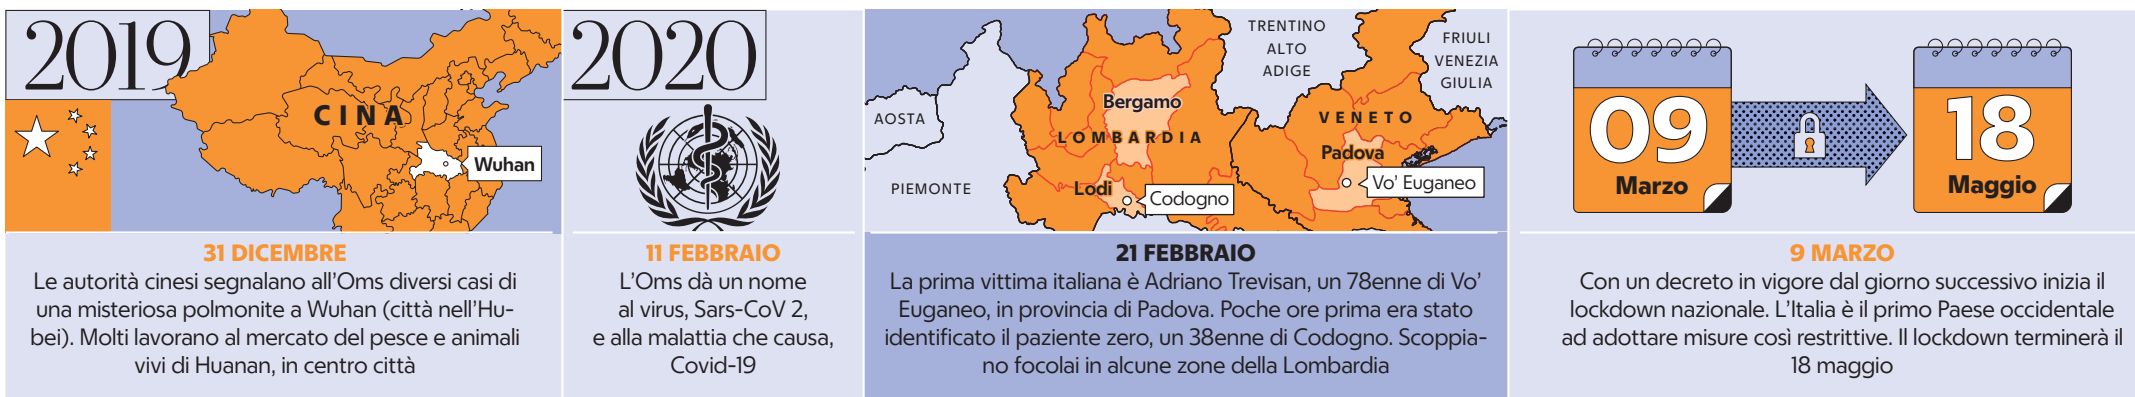 2019
CINA
Wuhan
31 DICEMBRE
Le autorità cinesi segnalano all'Oms diversi casi di
una misteriosa polmonite a Wuhan (città nell'Hu-
bei). Molti lavorano al mercato del pesce e animali
vivi di Huanan, in centro città
2020
11 FEBBRAIO
L'Oms dà un nome
al virus, Sars-CoV 2,
e alla malattia che causa,
Covid-19
TRENTINO
ALTO
ADIGE
FRIULI
VENEZIA
GIULIA
AOSTA
Bergamo
LOMBARDIA
VENETO
Padova
PIEMONTE
Lodi
Codogno
Vo' Euganeo
21 FEBBRAIO
La prima vittima italiana è Adriano Trevisan, un 78enne di Vo'
Euganeo, in provincia di Padova. Poche ore prima era stato
identificato il paziente zero, un 38enne di Codogno. Scoppia-
no focolai in alcune zone della Lombardia
09
Marzo
18
Maggio
9 MARZO
Con un decreto in vigore dal giorno successivo inizia il
lockdown nazionale. L'Italia è il primo Paese occidentale
ad adottare misure così restrittive. Il lockdown terminerà il
18 maggio